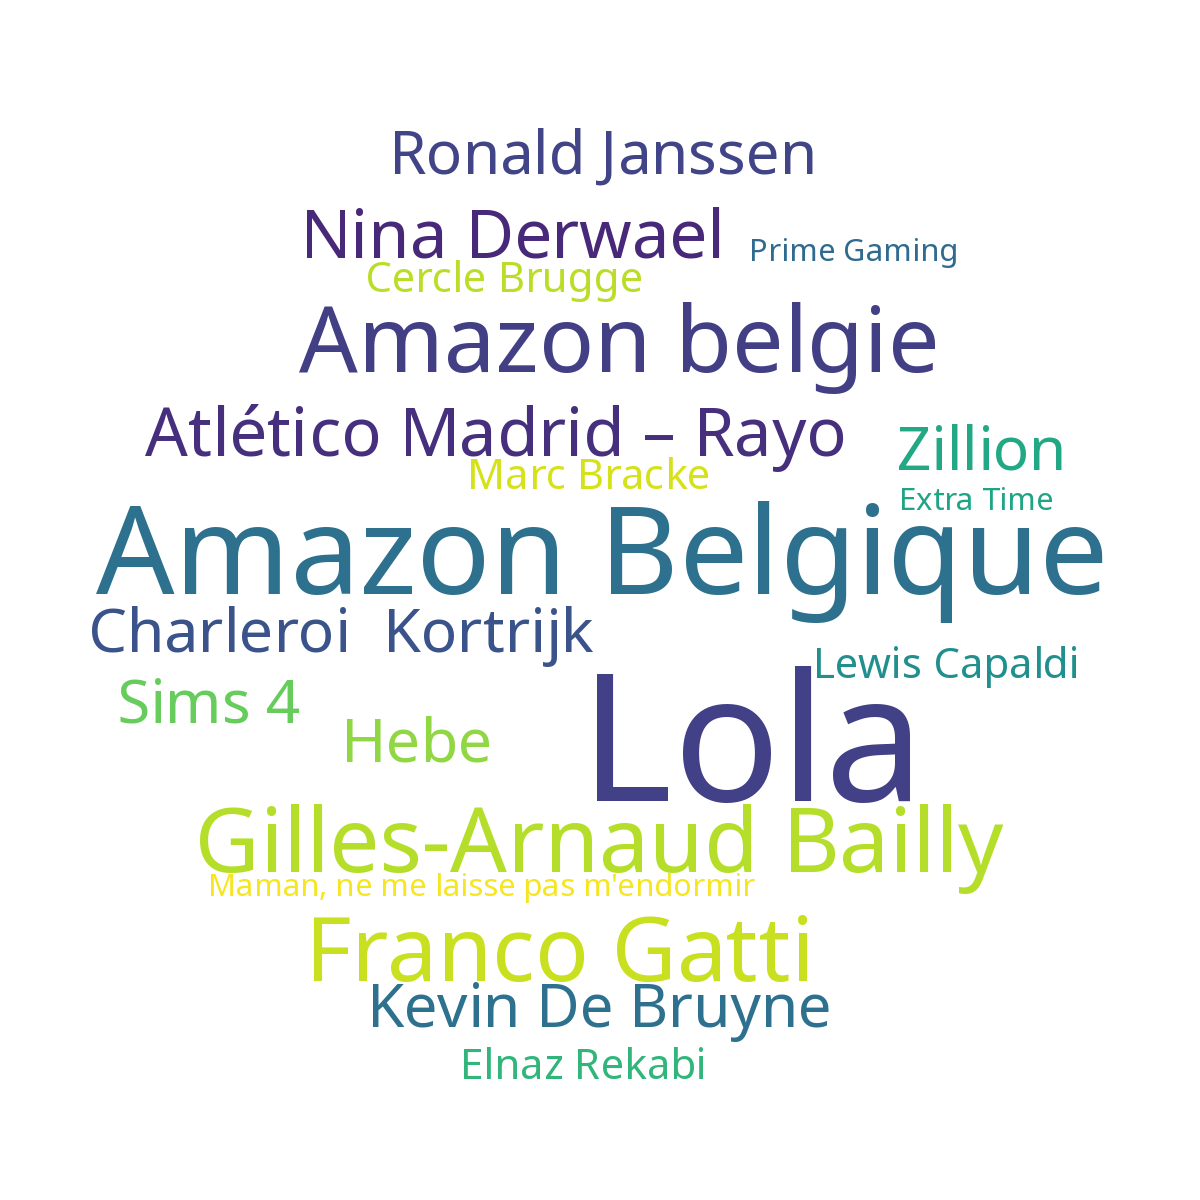 Ronald Janssen
Nina Derwael
Prime Gaming
Cercle Brugge
Amazon belgie
Atlético Madrid – Rayo
Zillion
Marc Bracke
Extra Time
Amazon Belgique
Charleroi Kortrijk
Lewis Capaldi
Sims 4
Lola
Hebe
Gilles-Arnaud Bailly
Maman, ne me laisse pas m'endormir
Franco Gatti
Kevin De Bruyne
Elnaz Rekabi